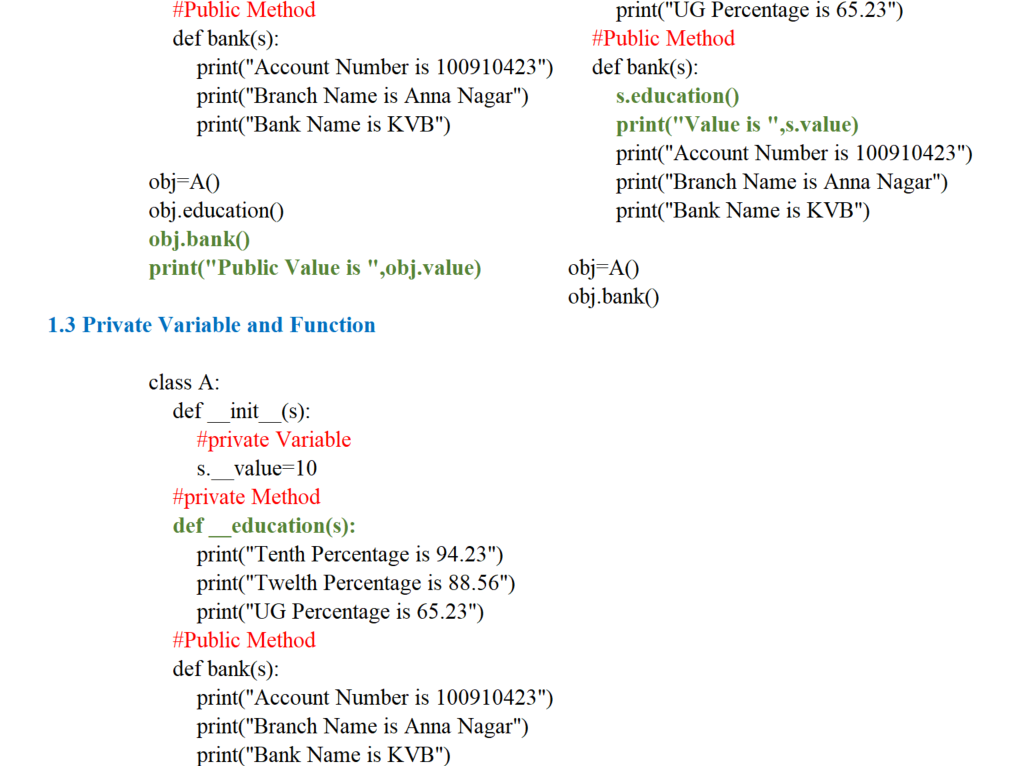 #Public Method
def bank(s):
print("Account Number is 100910423")
print("Branch Name is Anna Nagar")
print("Bank Name is KVB")
obj=A()
obj.education()
obj.bank()
print("Public Value is ",obj.value)
print("UG Percentage is 65.23")
#Public Method
def bank(s):
s.education()
print("Value is ",s.value)
print("Account Number is 100910423")
print("Branch Name is Anna Nagar")
print("Bank Name is KVB")
obj=A()
obj.bank()
1.3 Private Variable and Function
class A:
def __init__(s):
#private Variable
s.__value=10
#private Method
def __education(s):
print("Tenth Percentage is 94.23")
print("Twelth Percentage is 88.56")
print("UG Percentage is 65.23")
#Public Method
def bank(s):
print("Account Number is 100910423")
print("Branch Name is Anna Nagar")
print("Bank Name is KVB")